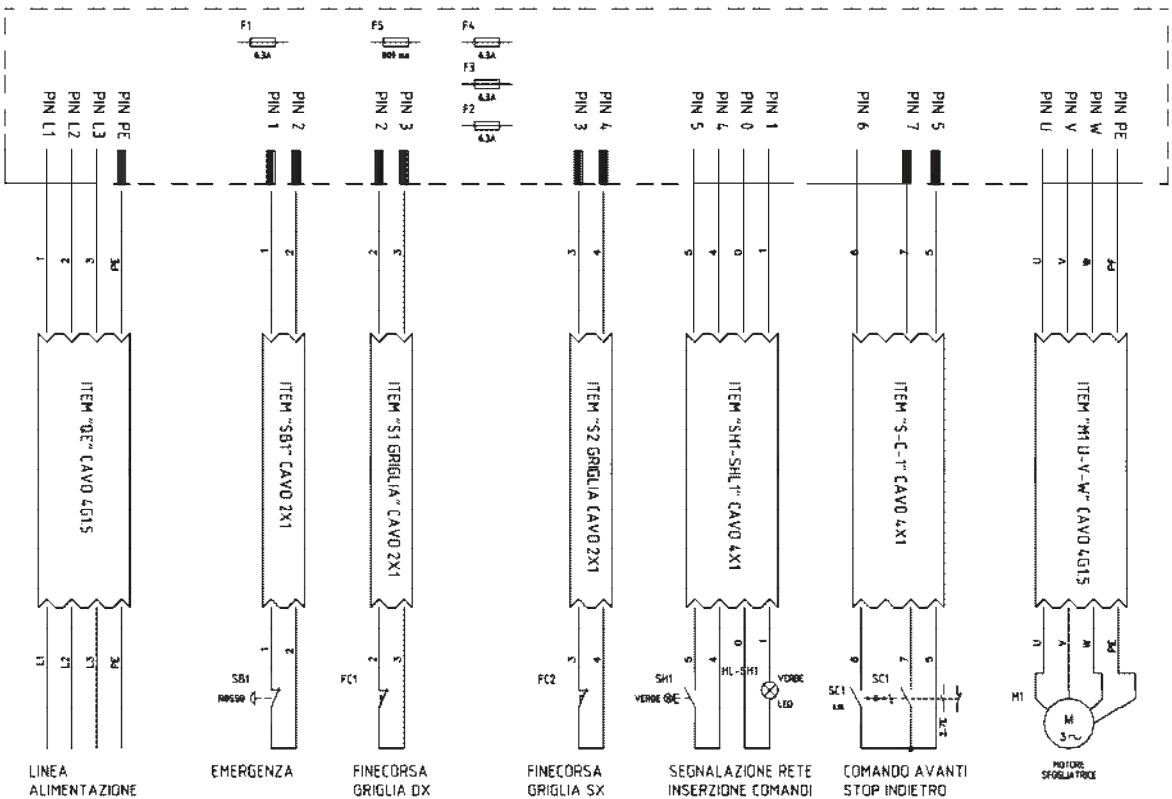 F1
6.3A
F5
F4
6.3A
F3
6.3A
F2
6.3A
PIN L1
PIN L2
PIN L3
PIN PE
PIN 1
PIN 2
PIN 2
PIN 3
PIN 3
PIN 4
PIN 5
PIN 4
PIN 0
PIN 1
PIN 6
PIN 7
PIN 5
PIN U
PIN V
PIN W
PIN PE
1
2
3
PE
1
2
2
3
3
4
5
4
0
1
6
7
5
U
V
W
PE
ITEM "QE" CAVO 4G1.5
ITEM "SB1" CAVO 2X1
ITEM "S1 GRIGLIA" CAVO 2X1
ITEM "S2 GRIGLIA CAVO 2X1
ITEM "SH1-SHL1" CAVO 4X1
ITEM "S-C-1" CAVO 4X1
ITEM "M1 U-V-W" CAVO 4G1.5
L1
L2
L3
PE
1
2
2
3
3
4
5
4
0
1
6
7
5
U
V
W
PE
SB1
ROSSO
FC1
FC2
SH1
VERDE
HL-SH1
VERDE
LED
SC1
SC1
M1
M
3~
LINEA
ALIMENTAZIONE
EMERGENZA
FINECORSA
GRIGLIA DX
FINECORSA
GRIGLIA SX
SEGNALAZIONE RETE
INSERZIONE COMANDI
COMANDO AVANTI
STOP INDIETRO
MOTORE
SFOGLIATRICE